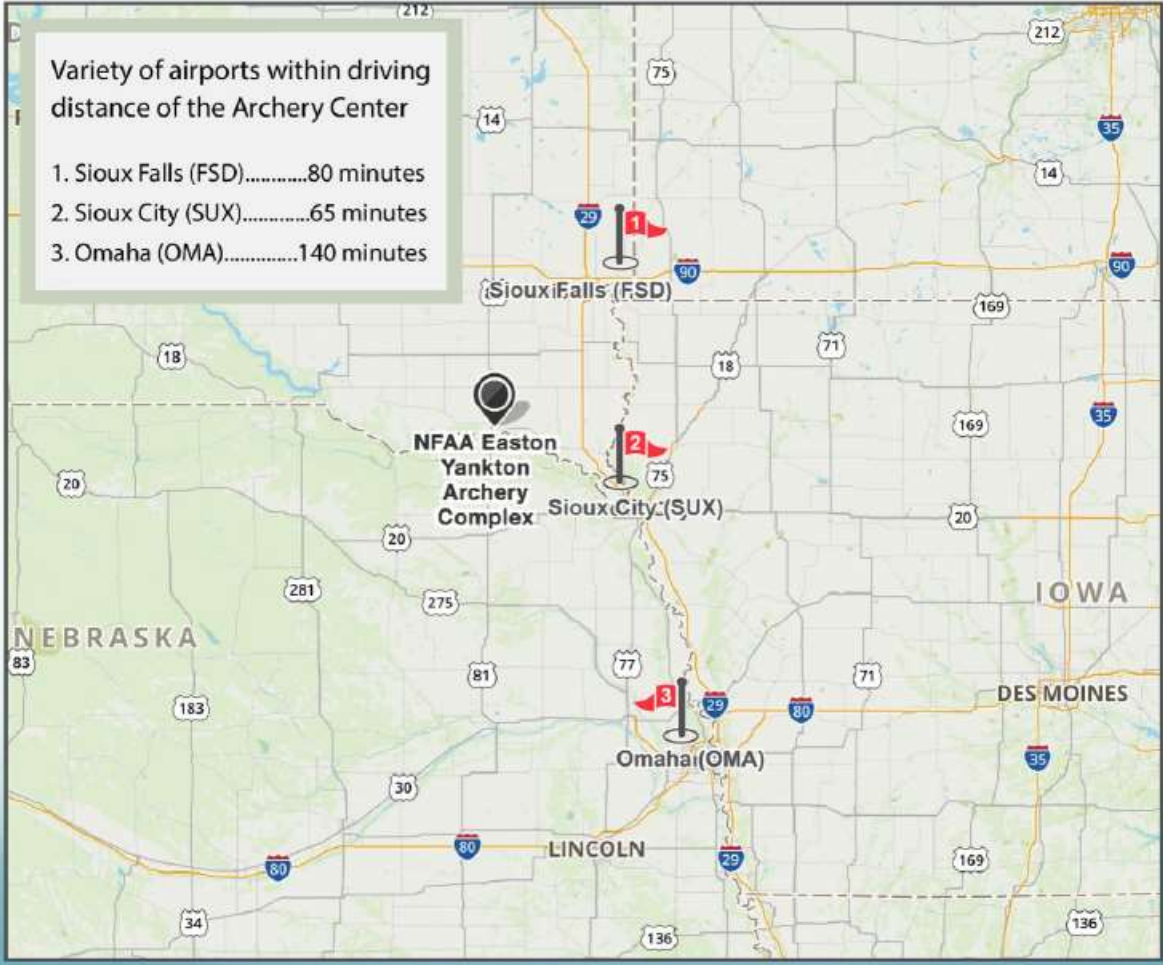 212
Variety of airports within driving
distance of the Archery Center
1. Sioux Falls (FSD)............80 minutes
2. Sioux City (SUX).............65 minutes
3. Omaha (OMA)..............140 minutes
212
75
14
35
14
29
1
90
90
Sioux Falls (FSD)
169
18
71
18
NFAA Easton
Yankton
Archery
Complex
35
169
2
75
20
Sioux City (SUX)
20
20
281
275
IOWA
NEBRASKA
83
77
81
71
183
3
29
80
DES MOINES
Omaha (OMA)
35
30
80
80
LINCOLN
29
169
34
136
136